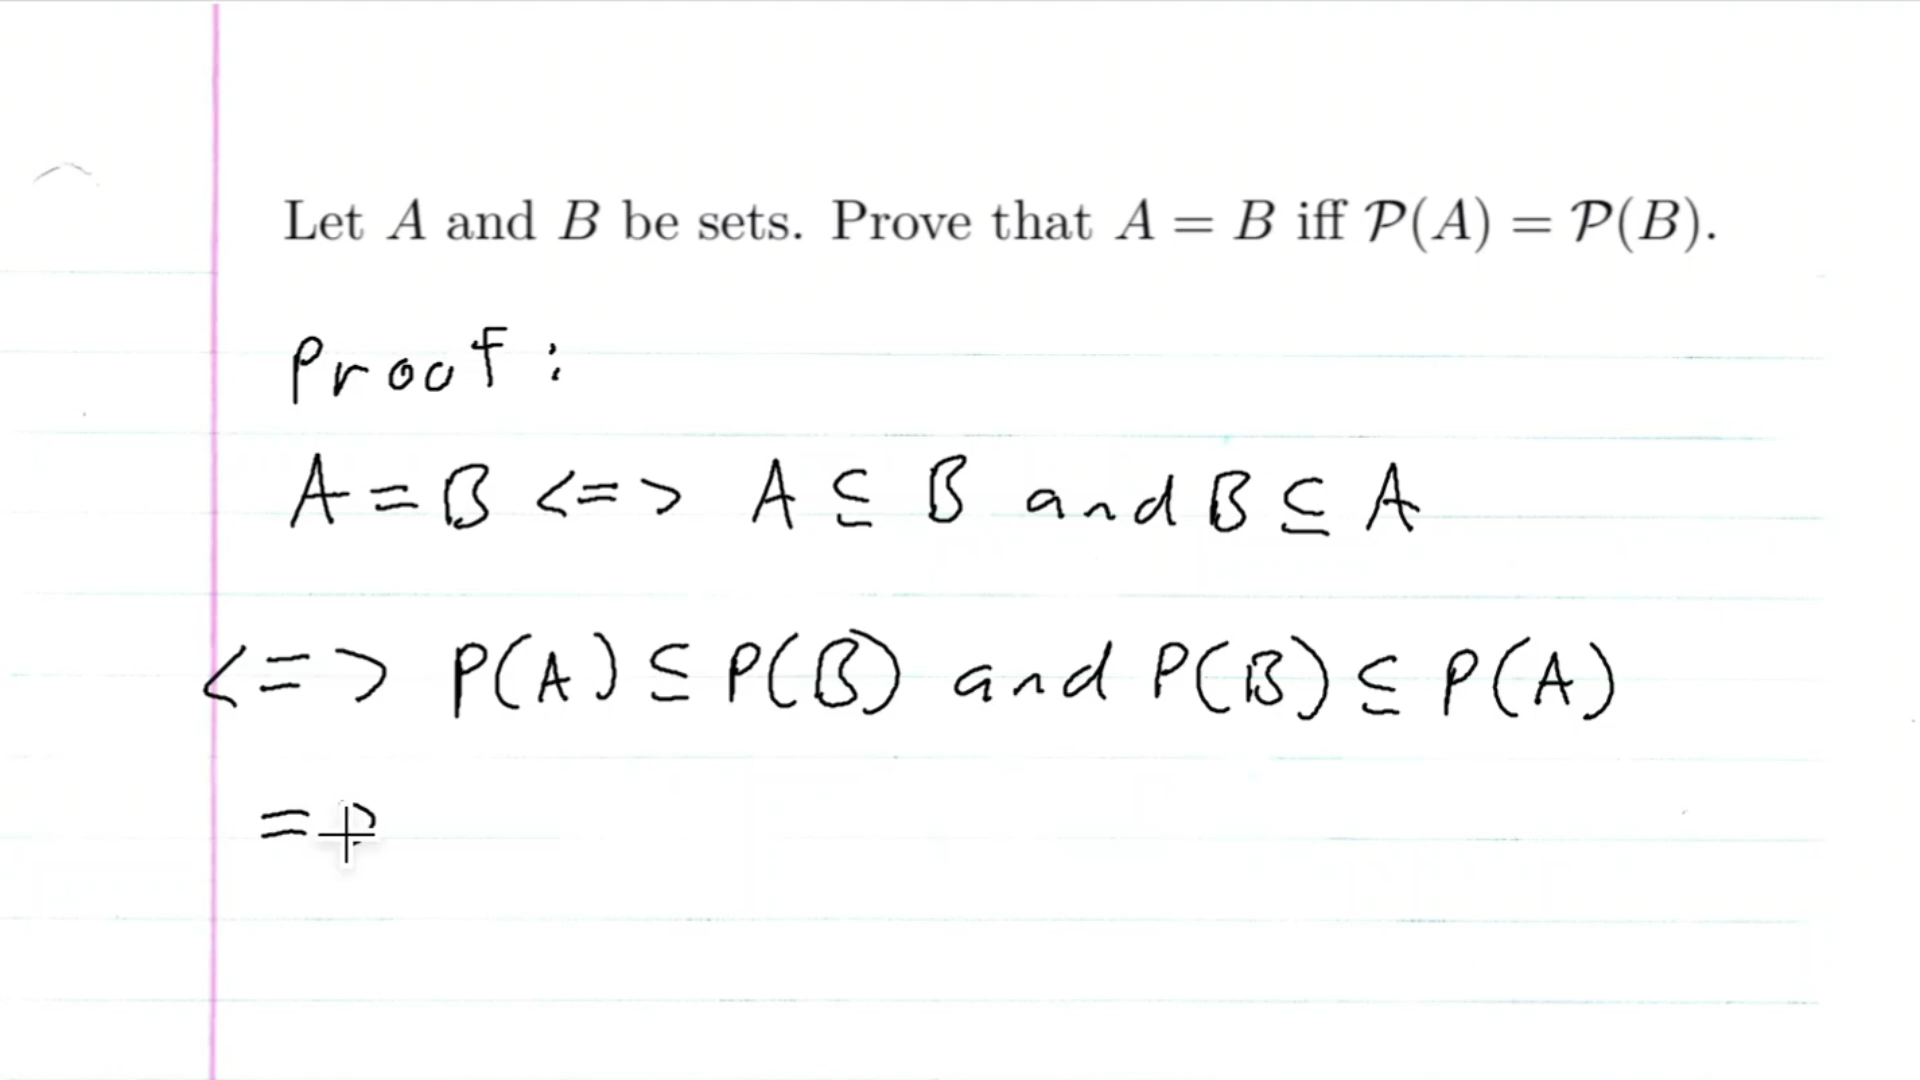 Let A and B be sets. Prove that A = B iff 𝒫(A) = 𝒫(B).
Proof:
A = B <=> A ⊆ B and B ⊆ A
<=> P(A) ⊆ P(B) and P(B) ⊆ P(A)
=